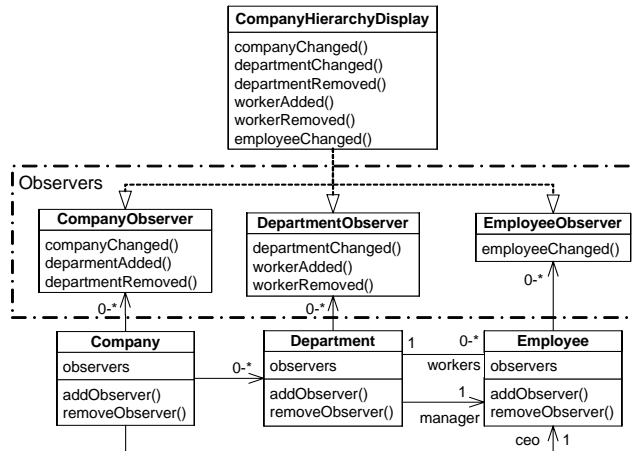 CompanyHierarchyDisplay
companyChanged()
departmentChanged()
departmentRemoved()
workerAdded()
workerRemoved()
employeeChanged()
Observers
CompanyObserver
companyChanged()
deparmentAdded()
departmentRemoved()
DepartmentObserver
departmentChanged()
workerAdded()
workerRemoved()
EmployeeObserver
employeeChanged()
0-*
0-*
0-*
Company
observers
addObserver()
removeObserver()
0-*
Department
observers
addObserver()
removeObserver()
1
0-*
workers
1
manager
Employee
observers
addObserver()
removeObserver()
ceo
1